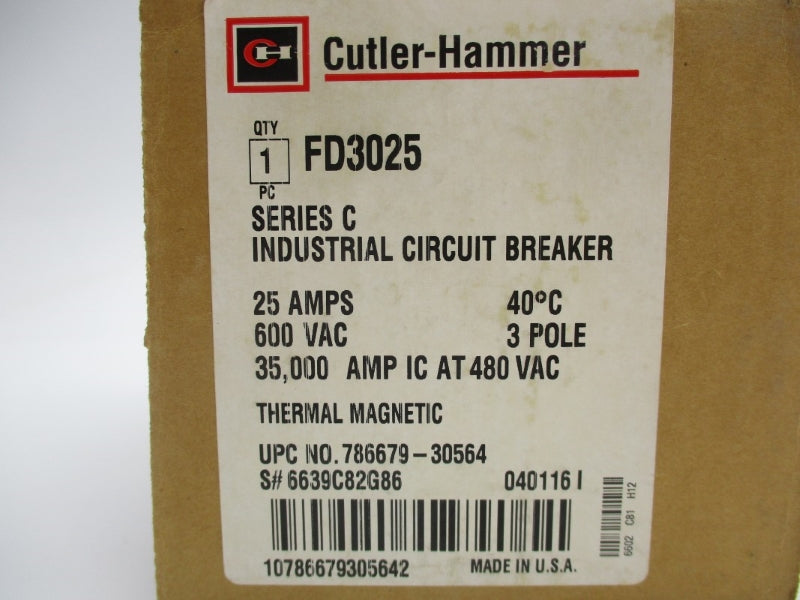 CH Cutler-Hammer
QTY
1 FD3025
PC
SERIES C
INDUSTRIAL CIRCUIT BREAKER
25 AMPS 40°C
600 VAC 3 POLE
35,000 AMP IC AT 480 VAC
THERMAL MAGNETIC
UPC NO. 786679-30564
S# 6639C82G86 040116 I
10786679305642 MADE IN U.S.A.
6602 C81 H12